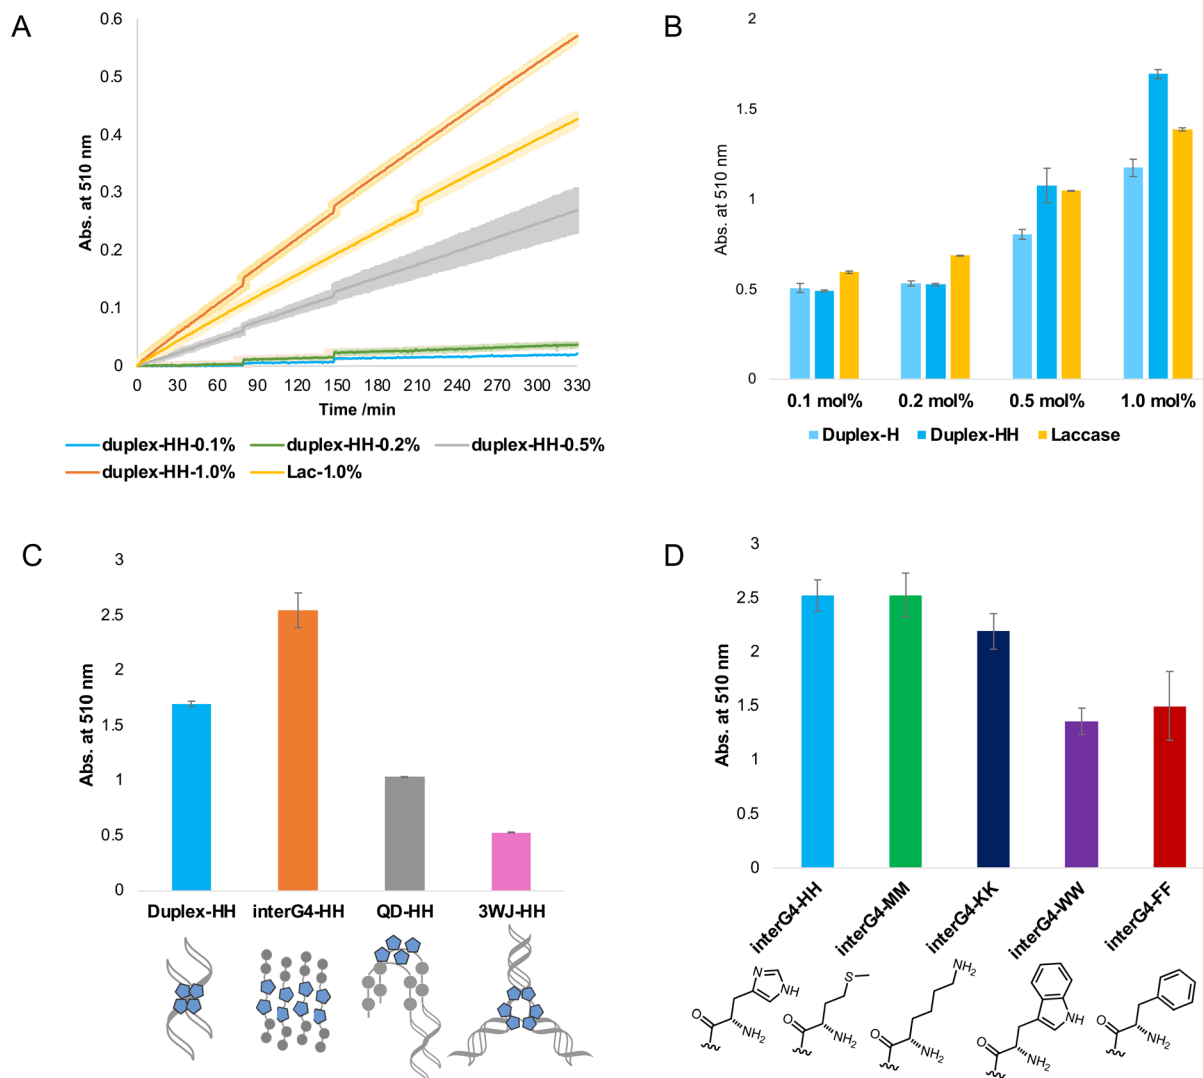 A
Abs. at 510 nm
0.6
0.5
0.4
0.3
0.2
0.1
0
0 30 60 90 120 150 180 210 240 270 300 330
Time /min
duplex-HH-0.1% duplex-HH-0.2% duplex-HH-0.5%
duplex-HH-1.0% Lac-1.0%
B
Abs. at 510 nm
2
1.5
1
0.5
0
0.1 mol% 0.2 mol% 0.5 mol% 1.0 mol%
Duplex-H Duplex-HH Laccase
C
Abs. at 510 nm
3
2.5
2
1.5
1
0.5
0
Duplex-HH interG4-HH QD-HH 3WJ-HH
D
Abs. at 510 nm
3
2.5
2
1.5
1
0.5
0
interG4-HH
interG4-MM
interG4-KK
interG4-WW
interG4-FF
N
NH
O
NH2
S
O
NH2
NH2
O
NH2
NH
O
NH2
O
NH2